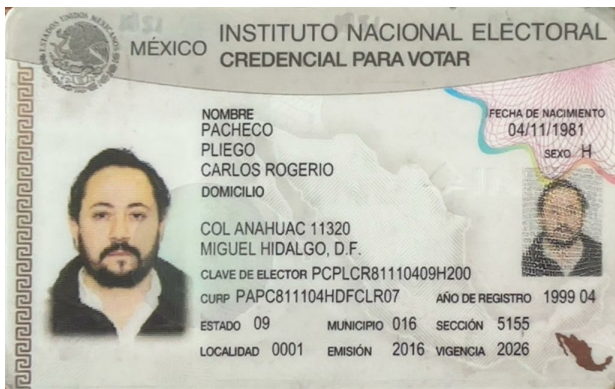 MÉXICO INSTITUTO NACIONAL ELECTORAL
CREDENCIAL PARA VOTAR
NOMBRE
PACHECO
PLIEGO
CARLOS ROGERIO
FECHA DE NACIMIENTO
04/11/1981
SEXO H
DOMICILIO
COL ANAHUAC 11320
MIGUEL HIDALGO, D.F.
CLAVE DE ELECTOR PCPLCR81110409H200
CURP PAPC811104HDFCLR07 AÑO DE REGISTRO 1999 04
ESTADO 09 MUNICIPIO 016 SECCIÓN 5155
LOCALIDAD 0001 EMISIÓN 2016 VIGENCIA 2026